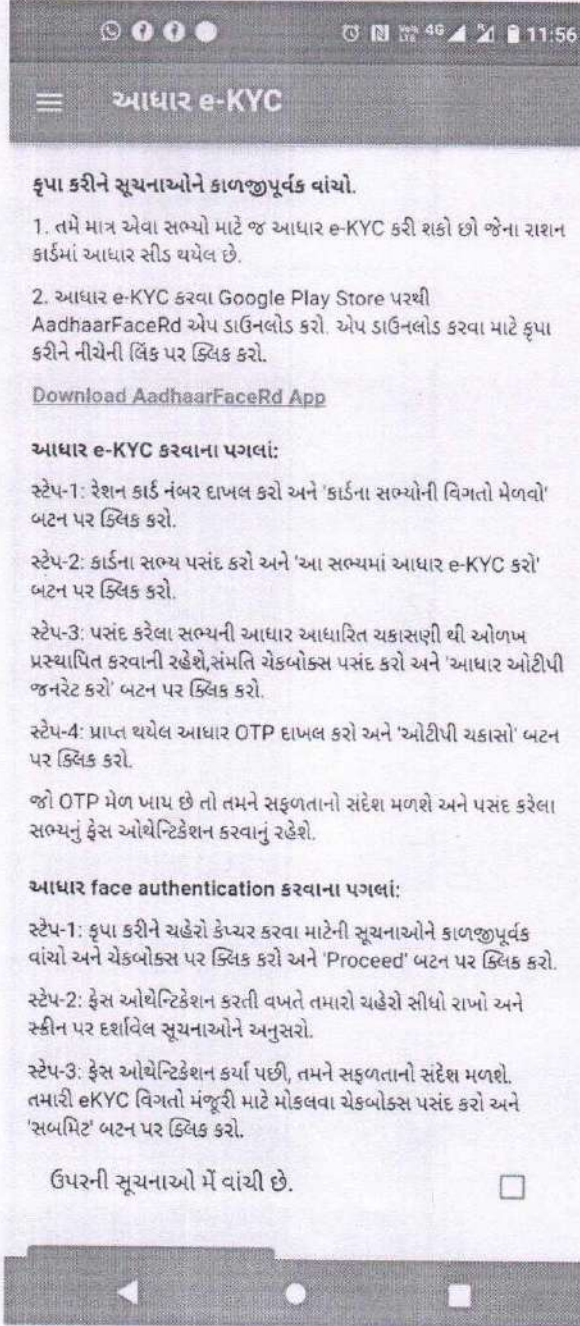 VoLTE 4G R 11:56
આધાર e-KYC
કૃપા કરીને સૂચનાઓને કાળજીપૂર્વક વાંચો.
1. તમે માત્ર એવા સભ્યો માટે જ આધાર e-KYC કરી શકો છો જેના રાશન
કાર્ડમાં આધાર સીડ થયેલ છે.
2. આધાર e-KYC કરવા Google Play Store પરથી
AadhaarFaceRd એપ ડાઉનલોડ કરો. એપ ડાઉનલોડ કરવા માટે કૃપા
કરીને નીચેની લિંક પર ક્લિક કરો.
Download AadhaarFaceRd App
આધાર e-KYC કરવાના પગલાં:
સ્ટેપ-1: રેશન કાર્ડ નંબર દાખલ કરો અને 'કાર્ડના સભ્યોની વિગતો મેળવો'
બટન પર ક્લિક કરો.
સ્ટેપ-2: કાર્ડના સભ્ય પસંદ કરો અને 'આ સભ્યમાં આધાર e-KYC કરો'
બટન પર ક્લિક કરો.
સ્ટેપ-3: પસંદ કરેલા સભ્યની આધાર આધારિત ચકાસણી થી ઓળખ
પ્રસ્થાપિત કરવાની રહેશે,સંમતિ ચેકબોક્સ પસંદ કરો અને 'આધાર ઓટીપી
જનરેટ કરો' બટન પર ક્લિક કરો.
સ્ટેપ-4: પ્રાપ્ત થયેલ આધાર OTP દાખલ કરો અને 'ઓટીપી ચકાસો' બટન
પર ક્લિક કરો.
જો OTP મેળ ખાય છે તો તમને સફળતાનો સંદેશ મળશે અને પસંદ કરેલા
સભ્યનું ફેસ ઓથેન્ટિકેશન કરવાનું રહેશે.
આધાર face authentication કરવાના પગલાં:
સ્ટેપ-1: કૃપા કરીને ચહેરો કેપ્ચર કરવા માટેની સૂચનાઓને કાળજીપૂર્વક
વાંચો અને ચેકબોક્સ પર ક્લિક કરો અને 'Proceed' બટન પર ક્લિક કરો.
સ્ટેપ-2: ફેસ ઓથેન્ટિકેશન કરતી વખતે તમારો ચહેરો સીધો રાખો અને
સ્ક્રીન પર દર્શાવેલ સૂચનાઓને અનુસરો.
સ્ટેપ-3: ફેસ ઓથેન્ટિકેશન કર્યા પછી, તમને સફળતાનો સંદેશ મળશે.
તમારી eKYC વિગતો મંજૂરી માટે મોકલવા ચેકબોક્સ પસંદ કરો અને
'સબમિટ' બટન પર ક્લિક કરો.
ઉપરની સૂચનાઓ મેં વાંચી છે.